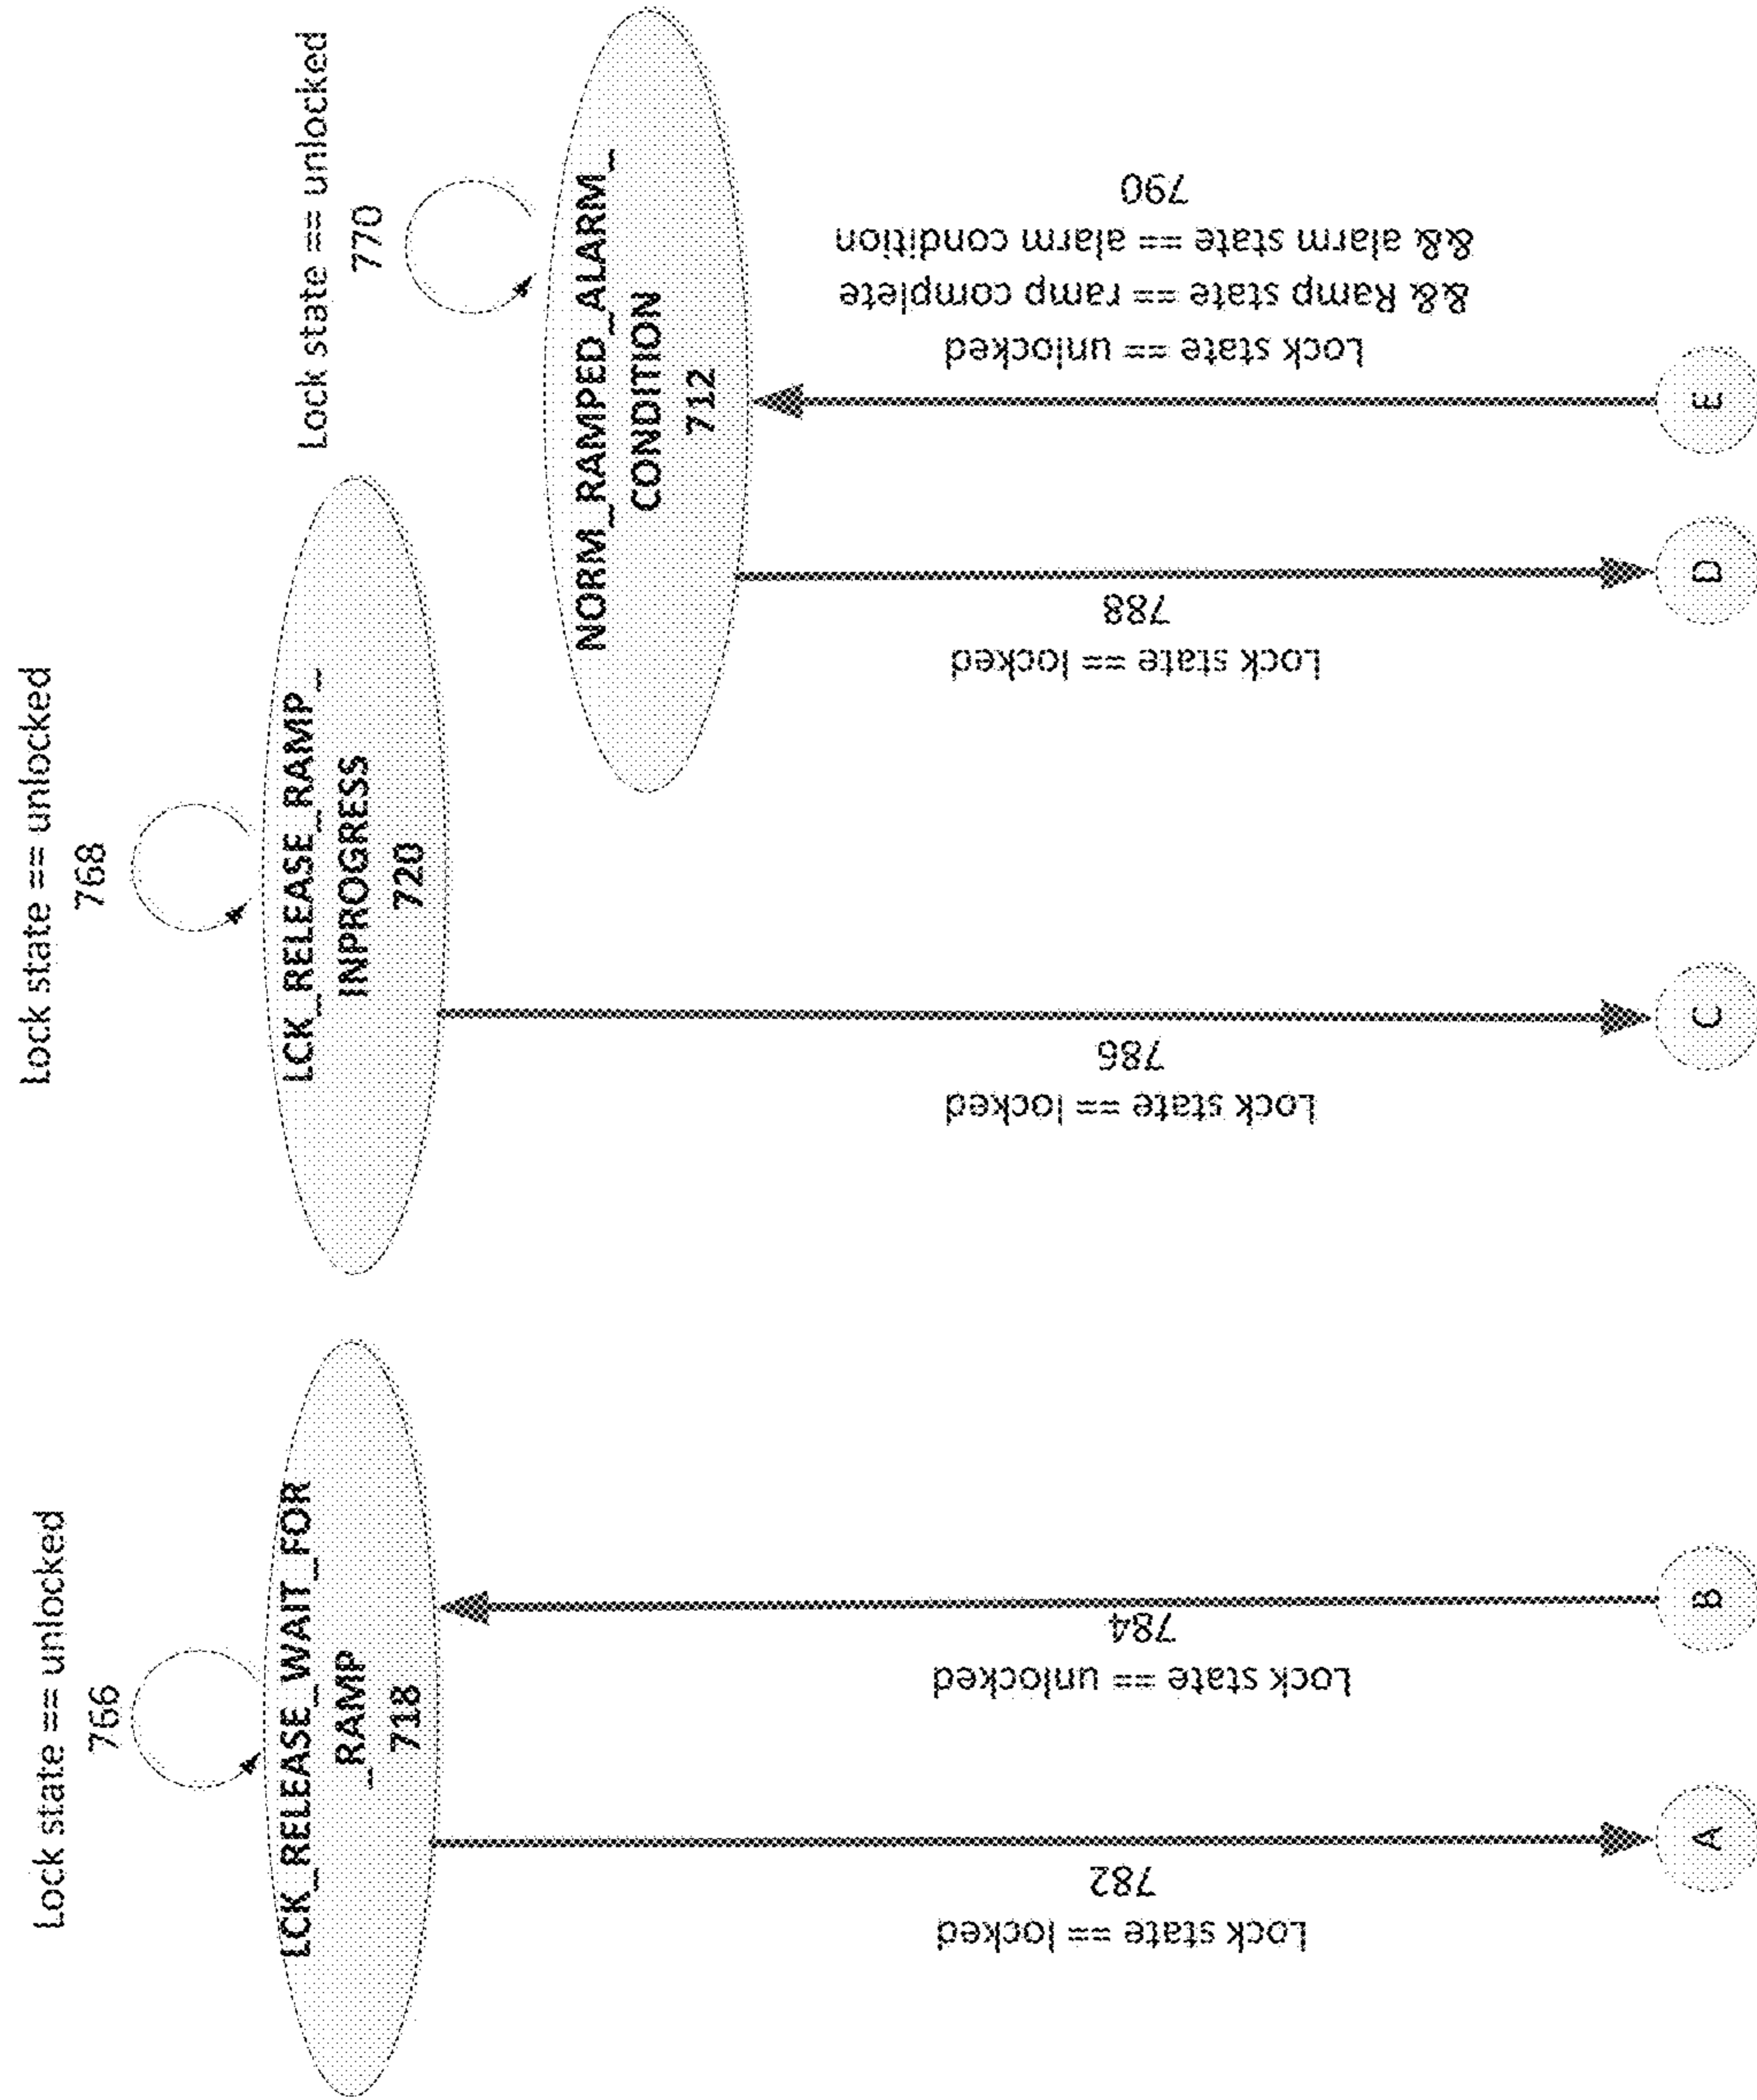 Lock state == unlocked
766
LCK_RELEASE_WAIT_FOR
_RAMP
718
Lock state == locked
782
A
Lock state == unlocked
784
B
Lock state == unlocked
768
LCK_RELEASE_RAMP_
INPROGRESS
720
Lock state == locked
786
C
Lock state == unlocked
770
NORM_RAMPED_ALARM_
CONDITION
712
Lock state == locked
788
D
Lock state == unlocked
&& Ramp state == ramp complete
&& alarm state == alarm condition
790
E